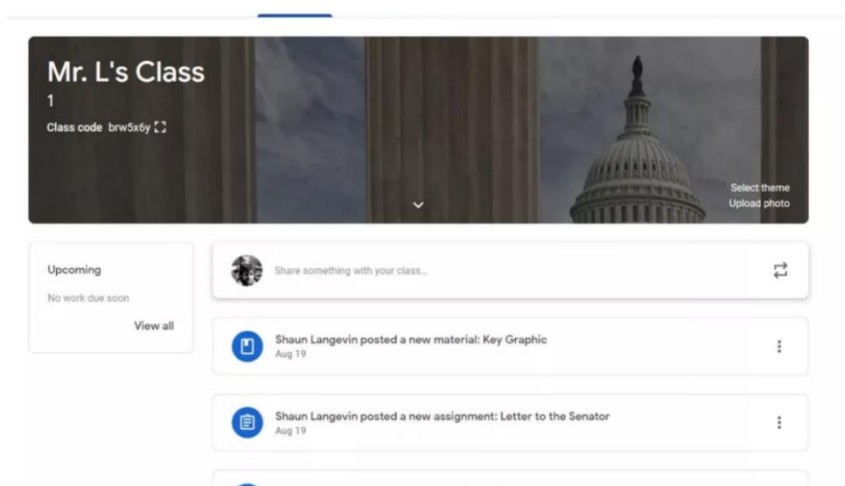 Mr. L's Class
1
Class code brw5x6y
Select theme
Upload photo
Upcoming
No work due soon
View all
Share something with your class...
Shaun Langevin posted a new material: Key Graphic
Aug 19
Shaun Langevin posted a new assignment: Letter to the Senator
Aug 19